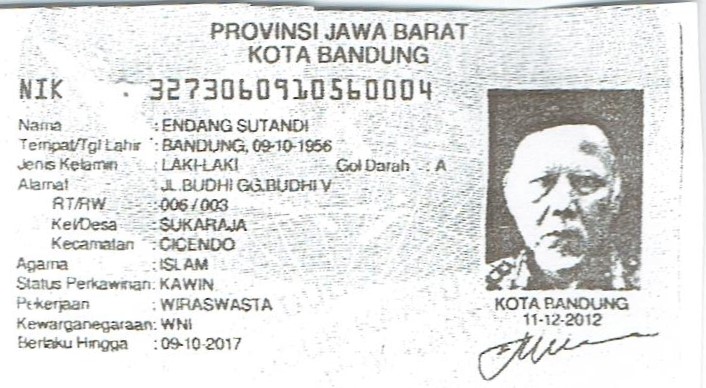 PROVINSI JAWA BARAT
KOTA BANDUNG
NIK : 3273060910560004
Nama : ENDANG SUTANDI
Tempat/Tgl Lahir : BANDUNG, 09-10-1956
Jenis Kelamin : LAKI-LAKI Gol Darah : A
Alamat : JL.BUDHI GG.BUDHI V
RT/RW : 006 / 003
Kel/Desa : SUKARAJA
Kecamatan : CICENDO
Agama : ISLAM
Status Perkawinan: KAWIN
Pekerjaan : WIRASWASTA
Kewarganegaraan: WNI
Berlaku Hingga : 09-10-2017
KOTA BANDUNG
11-12-2012